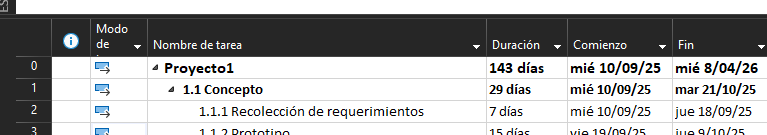 ES
Modo
de
Nombre de tarea
Duración
Comienzo
Fin
0 Proyecto1 143 días mié 10/09/25 mié 8/04/26
1 1.1 Concepto 29 días mié 10/09/25 mar 21/10/25
2 1.1.1 Recolección de requerimientos 7 días mié 10/09/25 jue 18/09/25
3 1.1.2 Prototipo 15 días vie 19/09/25 jue 9/10/25